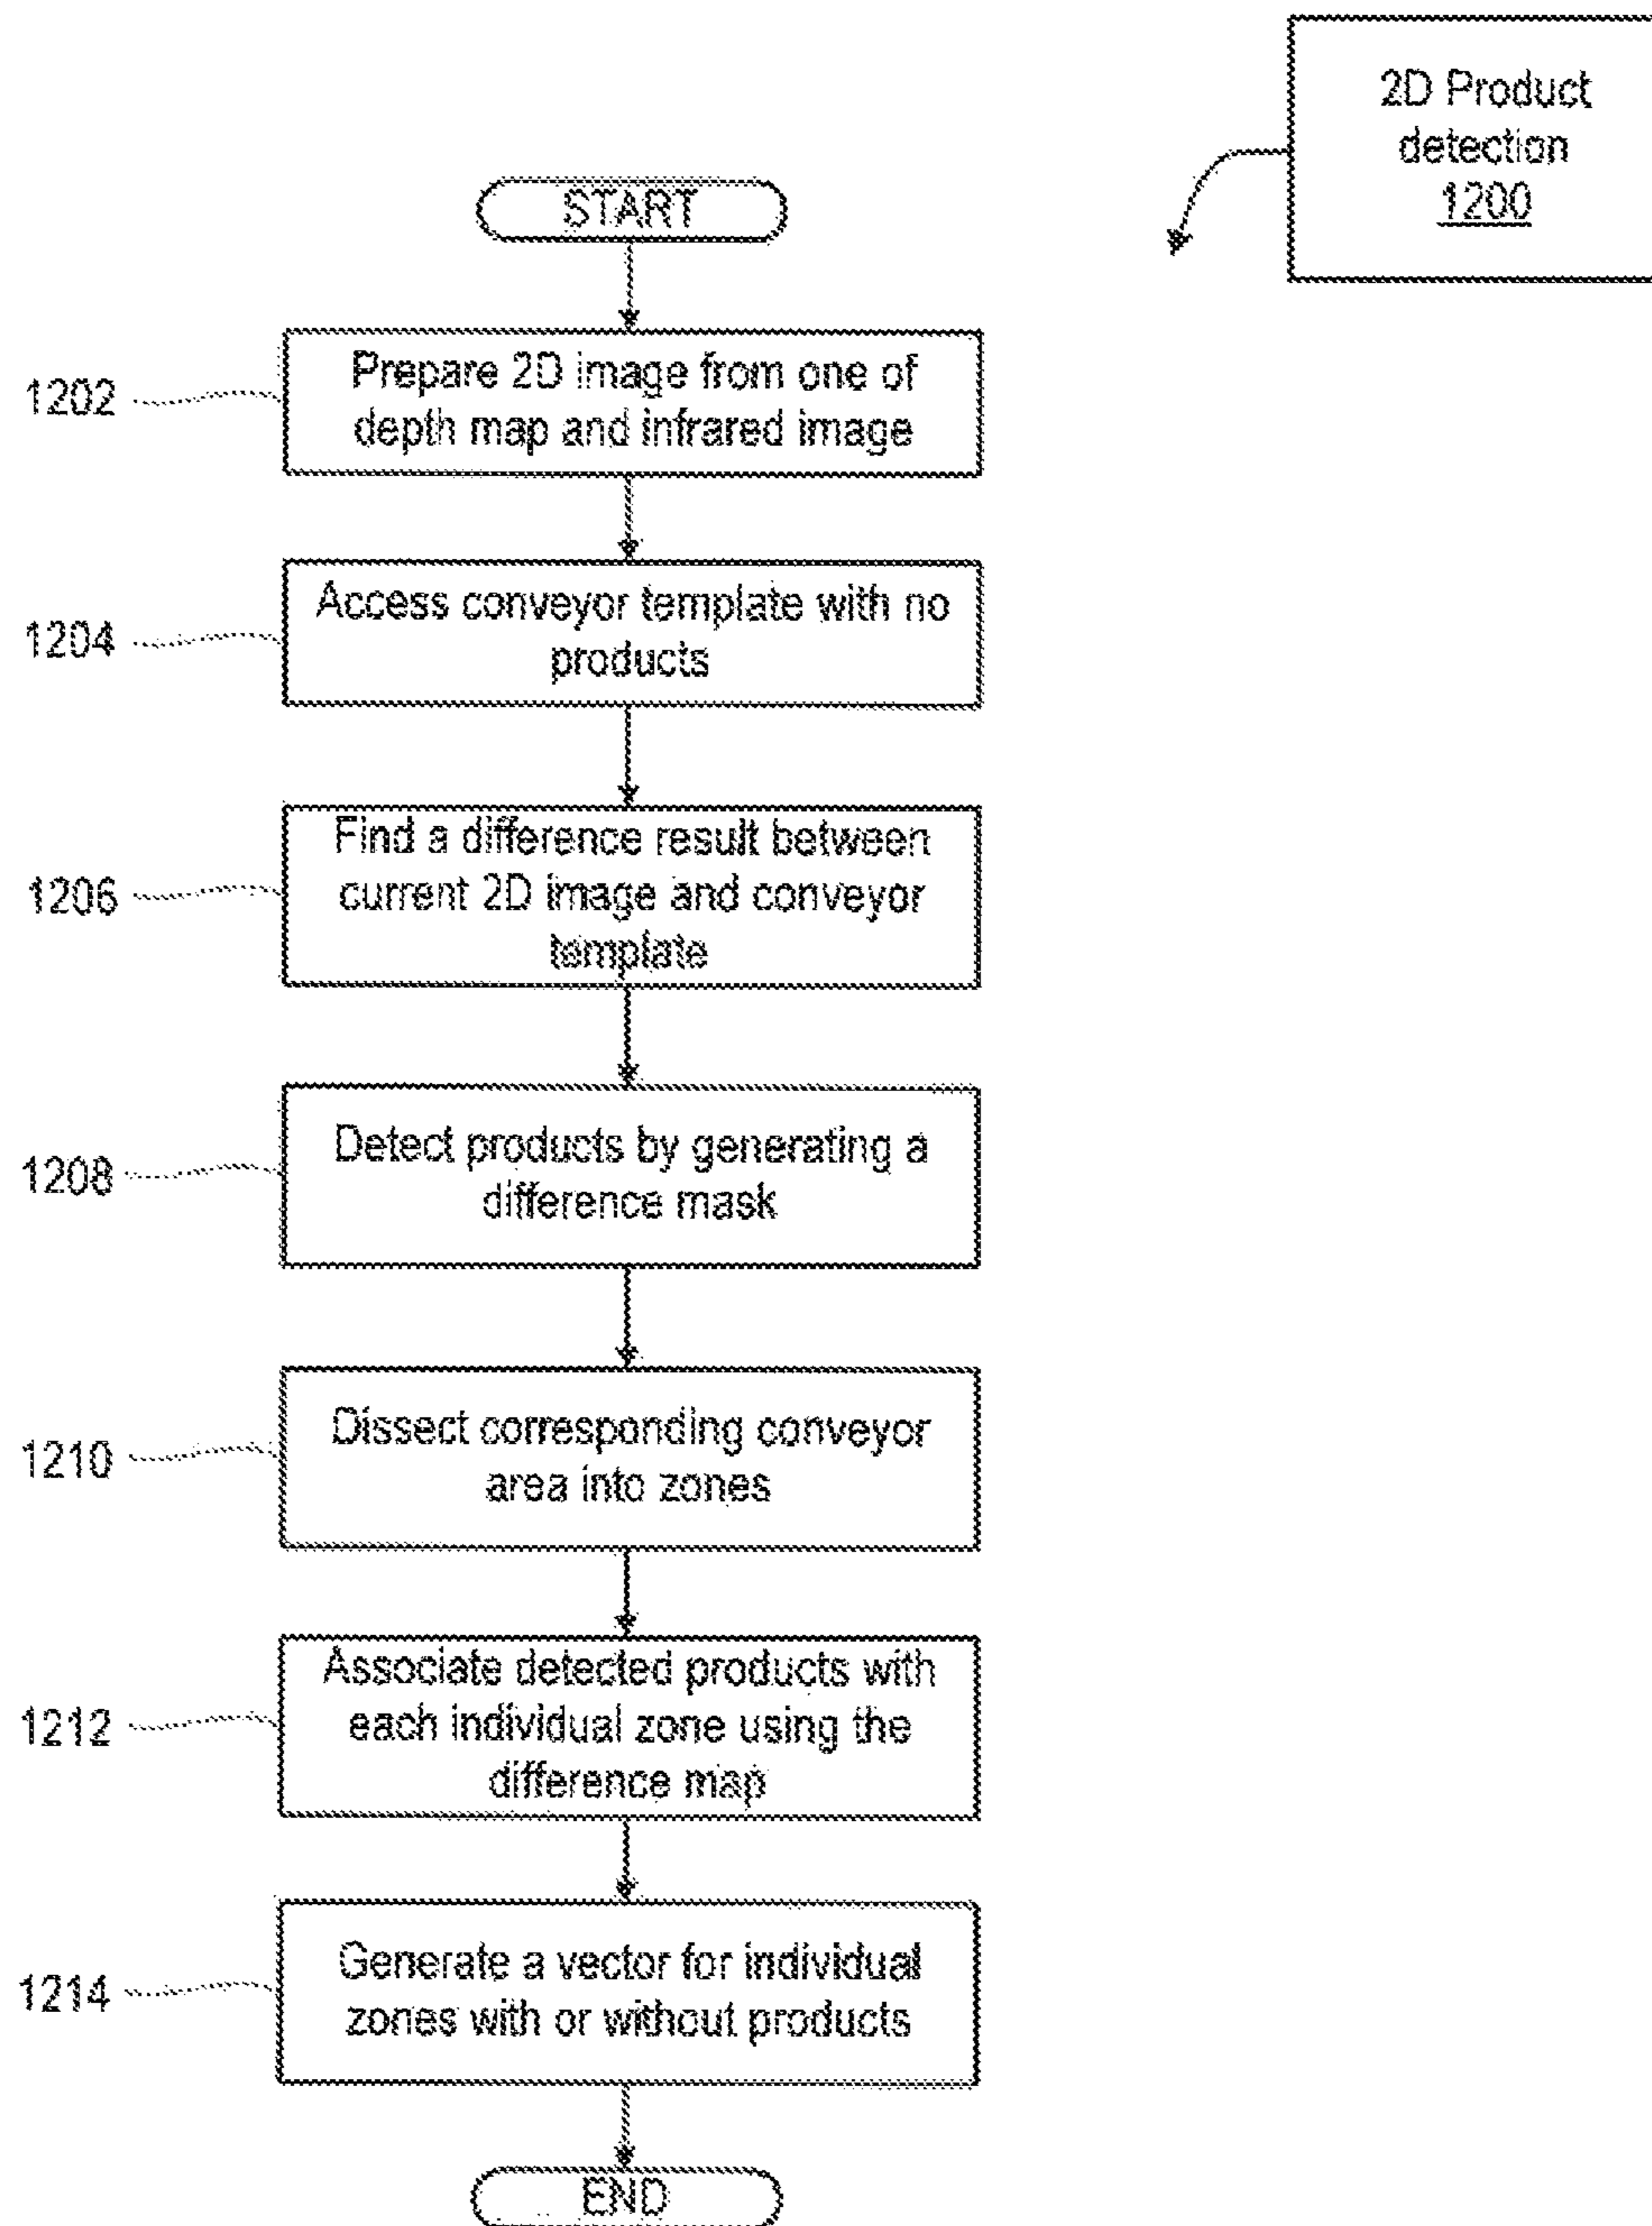 2D Product
detection
1200
START
1202
Prepare 2D image from one of
depth map and infrared image
1204
Access conveyor template with no
products
1206
Find a difference result between
current 2D image and conveyor
template
1208
Detect products by generating a
difference mask
1210
Dissect corresponding conveyor
area into zones
1212
Associate detected products with
each individual zone using the
difference map
1214
Generate a vector for individual
zones with or without products
END